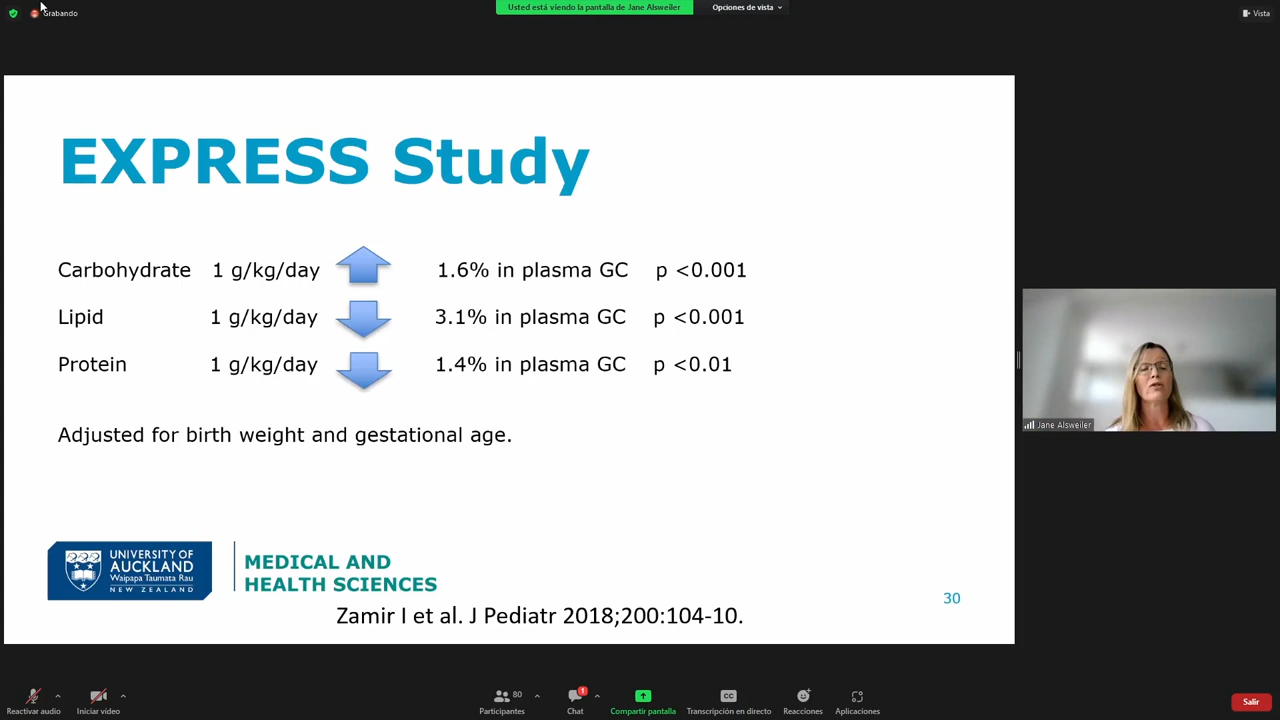 Grabando
Usted está viendo la pantalla de Jane Alsweiler
Opciones de vista
Vista
EXPRESS Study
Carbohydrate 1 g/kg/day 1.6% in plasma GC p <0.001
Lipid 1 g/kg/day 3.1% in plasma GC p <0.001
Protein 1 g/kg/day 1.4% in plasma GC p <0.01
Adjusted for birth weight and gestational age.
UNIVERSITY OF
AUCKLAND
Waipapa Taumata Rau
NEW ZEALAND
MEDICAL AND
HEALTH SCIENCES
Zamir I et al. J Pediatr 2018;200:104-10.
30
Jane Alsweiler
Reactivar audio
Iniciar video
80
Participantes
1
Chat
Compartir pantalla
CC
Transcripción en directo
Reacciones
Aplicaciones
Salir